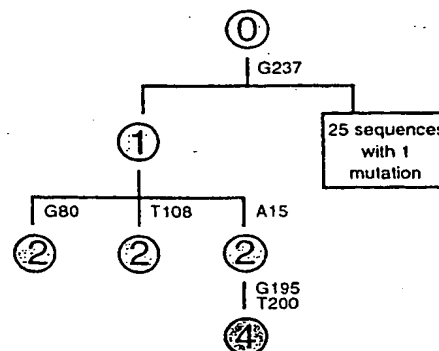 0
G237
1
25 sequences
with 1
mutation
G80
T108
A15
2
2
2
G195
T200
4